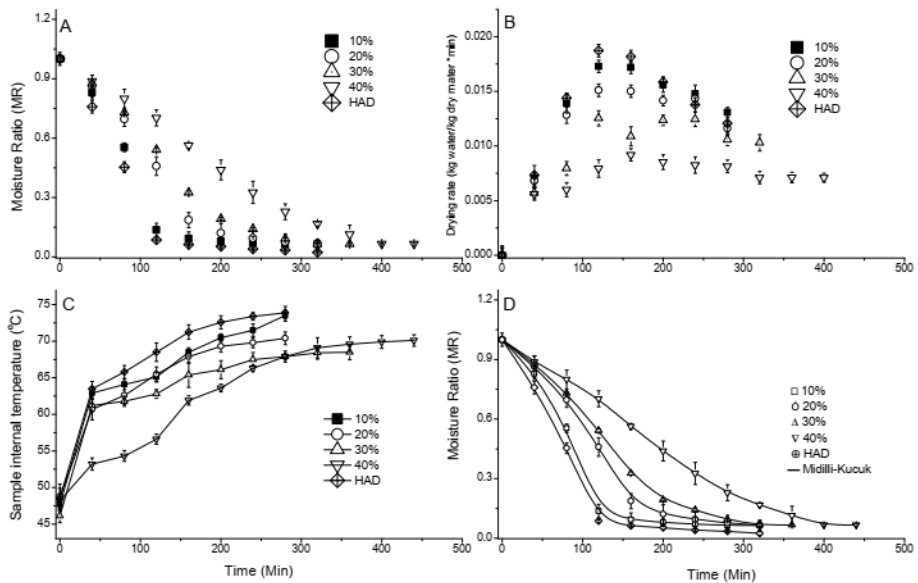 A
1.2
0.9
0.6
0.3
0.0
Moisture Ratio (MR)
10%
20%
30%
40%
HAD
0 100 200 300 400 500
B
0.020
0.015
0.010
0.005
0.000
Drying rate (kg water/kg dry mater *min)
10%
20%
30%
40%
HAD
0 100 200 300 400 500
C
75
70
65
60
55
50
45
Sample internal temperature (°C)
10%
20%
30%
40%
HAD
0 100 200 300 400 500
Time (Min)
D
1.2
0.9
0.6
0.3
0.0
Moisture Ratio (MR)
10%
20%
30%
40%
HAD
Midilli-Kucuk
0 100 200 300 400 500
Time (Min)